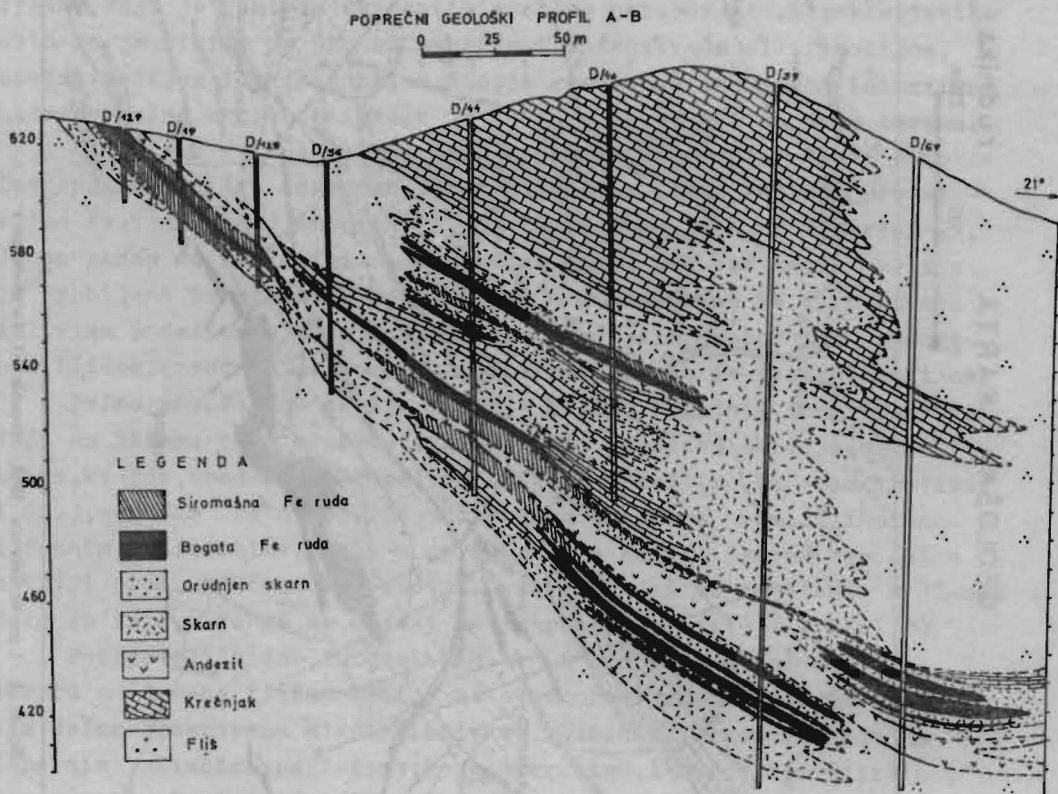 POPREČNI GEOLOŠKI PROFIL A-B
0 25 50 m
D/129
D/19
D/128
D/36
D/44
D/40
D/39
D/69
21°
620
580
540
500
460
420
LEGENDA
Siromašna Fe ruda
Bogata Fe ruda
Orudnjen skarn
Skarn
Andezit
Krečnjak
Fliš